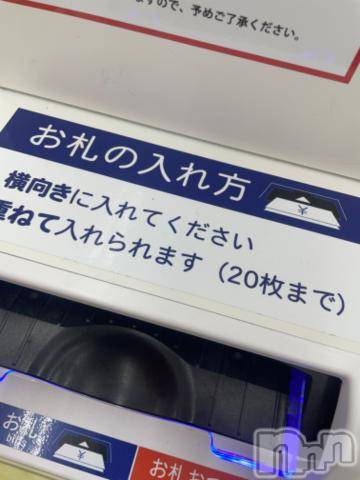 ますので、予めご了承ください。
お札の入れ方
横向きに入れてください
重ねて入れられます（20枚まで）
お札
bills
お札
nnn